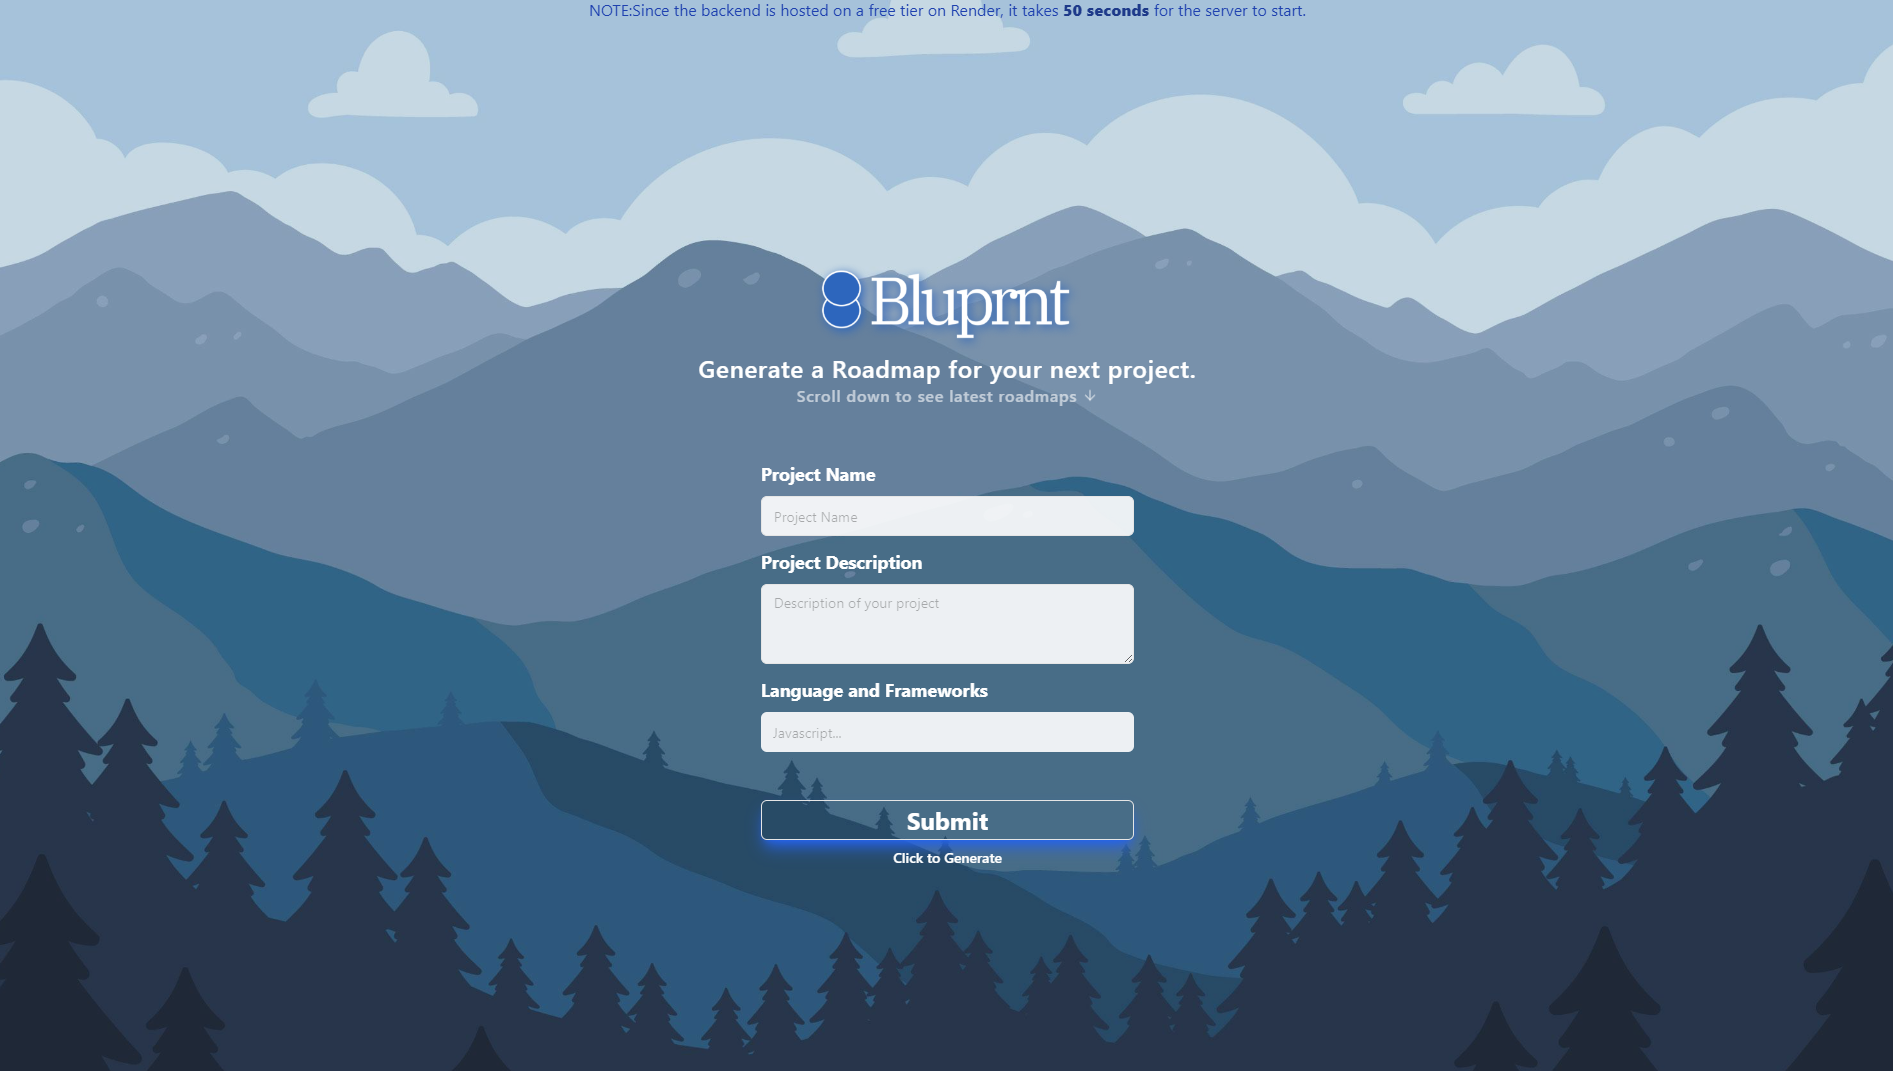 NOTE:Since the backend is hosted on a free tier on Render, it takes 50 seconds for the server to start.
Bluprnt
Generate a Roadmap for your next project.
Scroll down to see latest roadmaps ↓
Project Name
Project Name
Project Description
Description of your project
Language and Frameworks
Javascript...
Submit
Click to Generate